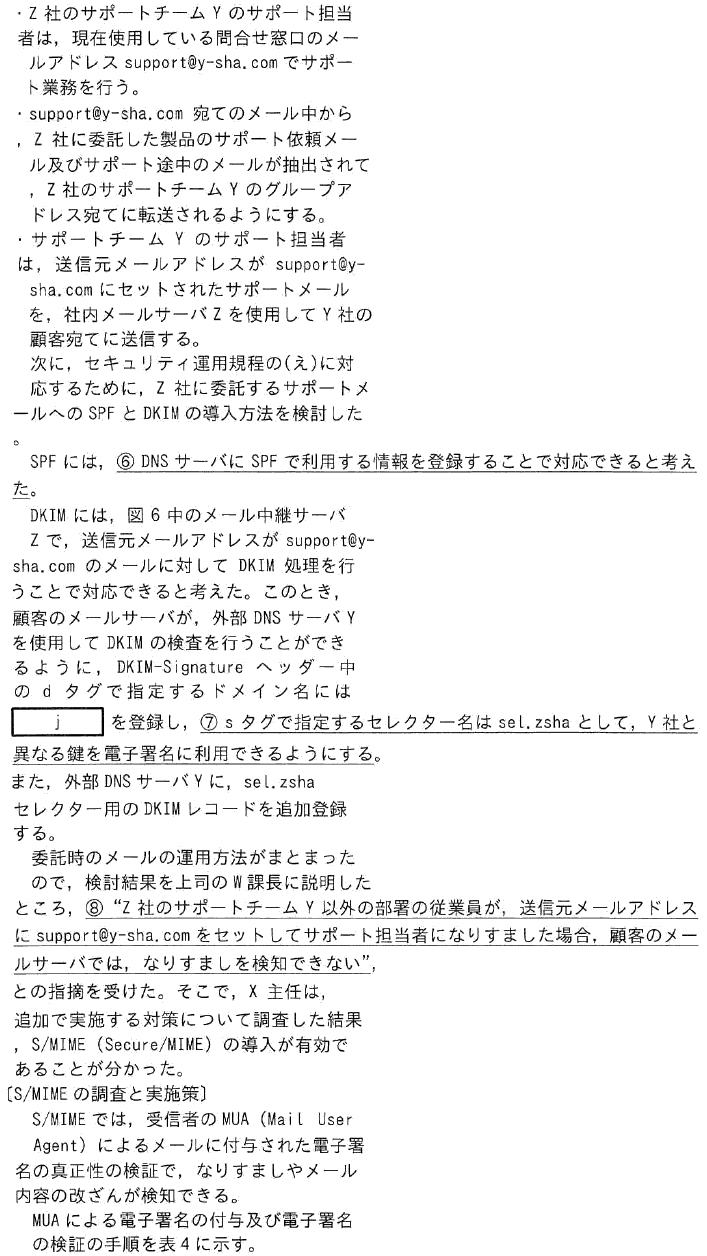 ・Z 社のサポートチーム Y のサポート担当
者は，現在使用している問合せ窓口のメー
ルアドレス support@y-sha.com でサポー
ト業務を行う。
・support@y-sha.com 宛てのメール中から
，Z 社に委託した製品のサポート依頼メー
ル及びサポート途中のメールが抽出されて
，Z 社のサポートチーム Y のグループア
ドレス宛てに転送されるようにする。
・サポートチーム Y のサポート担当者
は，送信元メールアドレスが support@y-
sha.com にセットされたサポートメール
を，社内メールサーバ Z を使用して Y 社の
顧客宛てに送信する。
次に，セキュリティ運用規程の(え)に対
応するために，Z 社に委託するサポートメ
ールへの SPF と DKIM の導入方法を検討した
。
SPF には，⑥ DNS サーバに SPF で利用する情報を登録することで対応できると考え
た。
DKIM には，図 6 中のメール中継サーバ
Z で，送信元メールアドレスが support@y-
sha.com のメールに対して DKIM 処理を行
うことで対応できると考えた。このとき，
顧客のメールサーバが，外部 DNS サーバ Y
を使用して DKIM の検査を行うことができ
るように，DKIM-Signature ヘッダー中
の d タグで指定するドメイン名には
j を登録し，⑦ s タグで指定するセレクター名は sel.zsha として，Y 社と
異なる鍵を電子署名に利用できるようにする。
また，外部 DNS サーバ Y に，sel.zsha
セレクター用の DKIM レコードを追加登録
する。
委託時のメールの運用方法がまとまった
ので，検討結果を上司の W 課長に説明した
ところ，⑧ “Z 社のサポートチーム Y 以外の部署の従業員が，送信元メールアドレス
に support@y-sha.com をセットしてサポート担当者になりすました場合，顧客のメー
ルサーバでは，なりすましを検知できない”，
との指摘を受けた。そこで，X 主任は，
追加で実施する対策について調査した結果
，S/MIME（Secure/MIME）の導入が有効で
あることが分かった。
〔S/MIME の調査と実施策〕
S/MIME では，受信者の MUA（Mail User
Agent）によるメールに付与された電子署
名の真正性の検証で，なりすましやメール
内容の改ざんが検知できる。
MUA による電子署名の付与及び電子署名
の検証の手順を表 4 に示す。